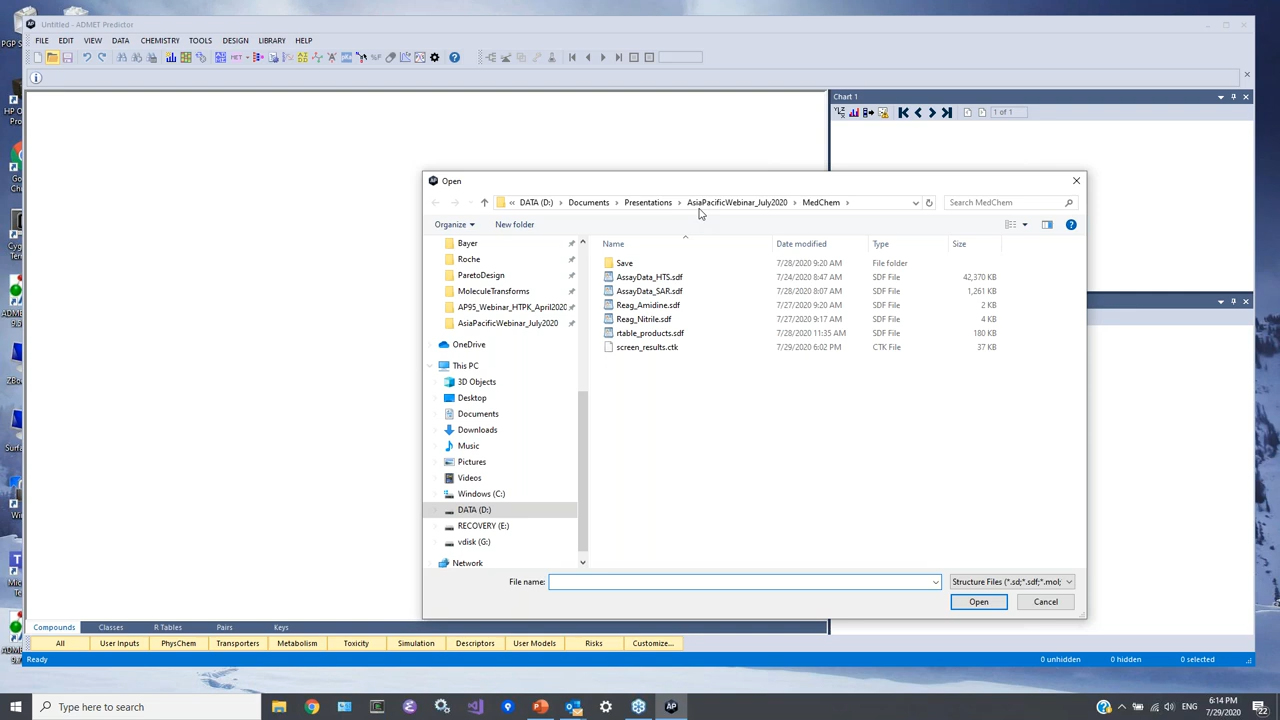 PGP S
Untitled - ADMET Predictor
FILE EDIT VIEW DATA CHEMISTRY TOOLS DESIGN LIBRARY HELP
Chart 1
1 of 1
Open
« DATA (D:) › Documents › Presentations › AsiaPacificWebinar_July2020 › MedChem ›
Search MedChem
Organize
New folder
Name Date modified Type Size
Bayer
Roche
ParetoDesign
MoleculeTransforms
AP95_Webinar_HTPK_April2020
AsiaPacificWebinar_July2020
OneDrive
This PC
3D Objects
Desktop
Documents
Downloads
Music
Pictures
Videos
Windows (C:)
DATA (D:)
RECOVERY (E:)
vdisk (G:)
Network
Save 7/28/2020 9:20 AM File folder
AssayData_HTS.sdf 7/24/2020 8:47 AM SDF File 42,370 KB
AssayData_SAR.sdf 7/28/2020 8:07 AM SDF File 1,261 KB
Reag_Amidine.sdf 7/27/2020 9:20 AM SDF File 2 KB
Reag_Nitrile.sdf 7/27/2020 9:17 AM SDF File 4 KB
rtable_products.sdf 7/28/2020 11:35 AM SDF File 180 KB
screen_results.ctk 7/29/2020 6:02 PM CTK File 37 KB
File name:
Structure Files (*.sd;*.sdf;*.mol;
Open
Cancel
Compounds Classes R Tables Pairs Keys
All User Inputs PhysChem Transporters Metabolism Toxicity Simulation Descriptors User Models Risks Customize...
Ready
0 unhidden 0 hidden 0 selected
Type here to search
6:14 PM
7/29/2020
22